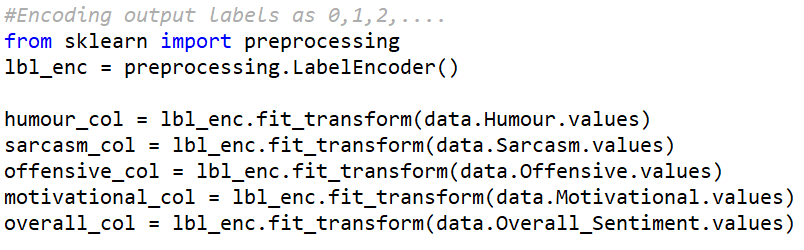 #Encoding output labels as 0,1,2,....
from sklearn import preprocessing
lbl_enc = preprocessing.LabelEncoder()
humour_col = lbl_enc.fit_transform(data.Humour.values)
sarcasm_col = lbl_enc.fit_transform(data.Sarcasm.values)
offensive_col = lbl_enc.fit_transform(data.Offensive.values)
motivational_col = lbl_enc.fit_transform(data.Motivational.values)
overall_col = lbl_enc.fit_transform(data.Overall_Sentiment.values)